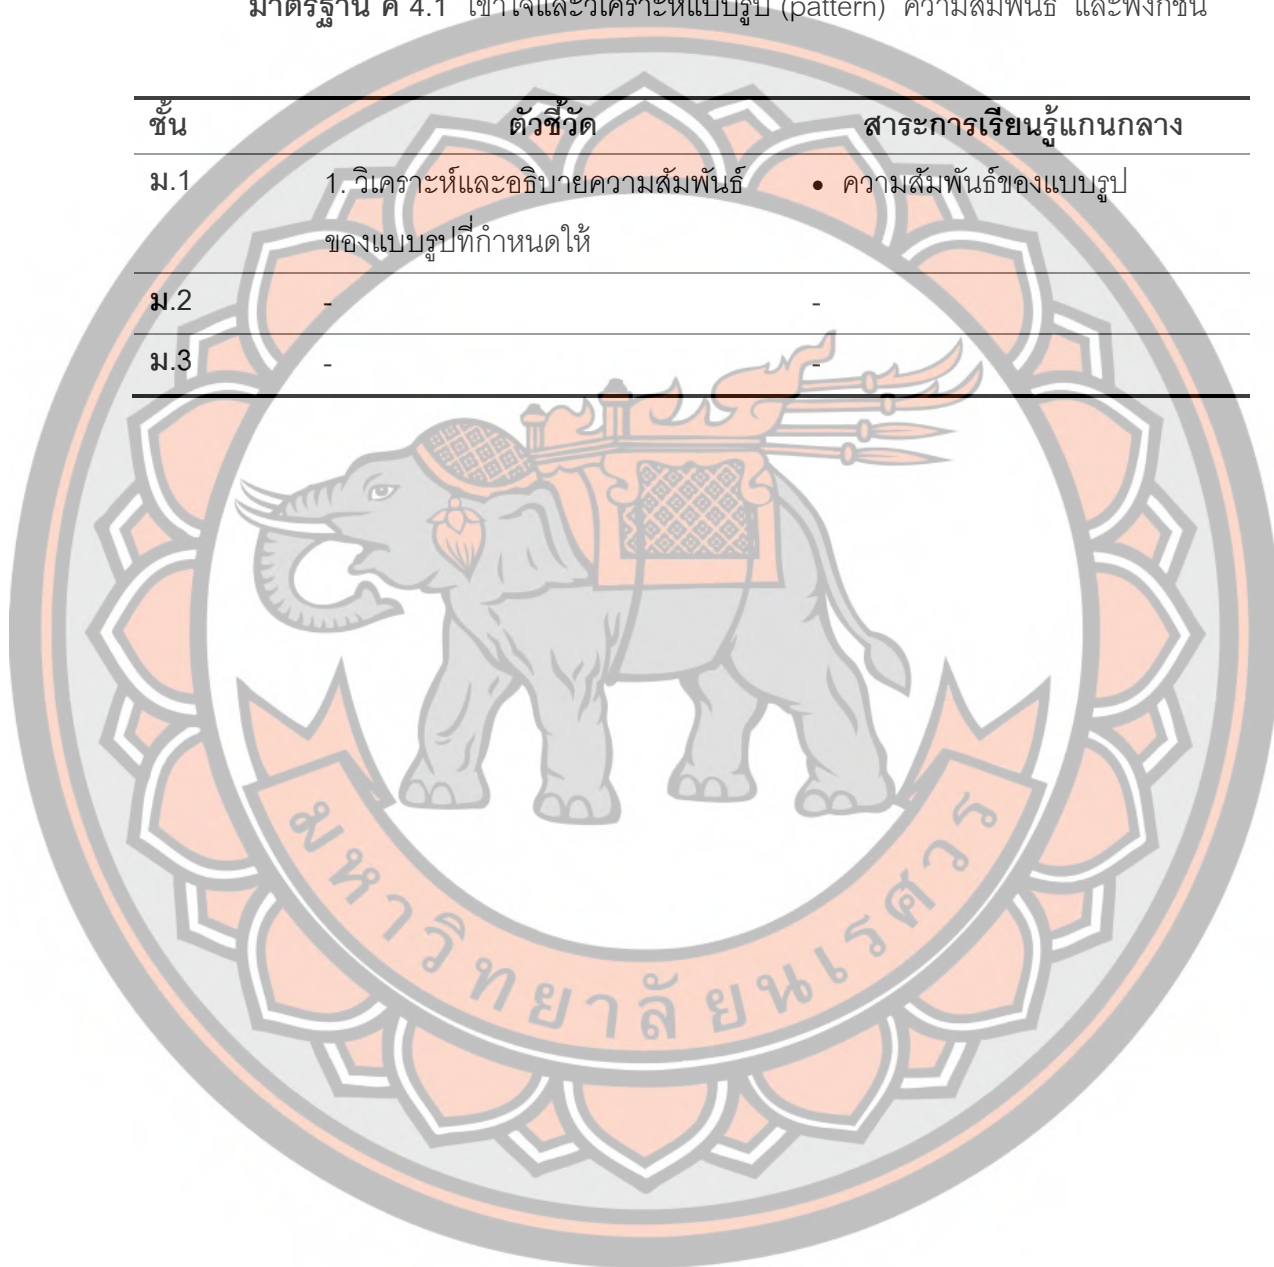 มาตรฐาน ค 4.1 เข้าใจและวิเคราะห์แบบรูป (pattern) ความสัมพันธ์ และฟังก์ชัน
ชั้น ตัวชี้วัด สาระการเรียนรู้แกนกลาง
ม.1 1. วิเคราะห์และอธิบายความสัมพันธ์ • ความสัมพันธ์ของแบบรูป
ของแบบรูปที่กำหนดให้
ม.2 - -
ม.3 - -
มหาวิทยาลัยนเรศวร